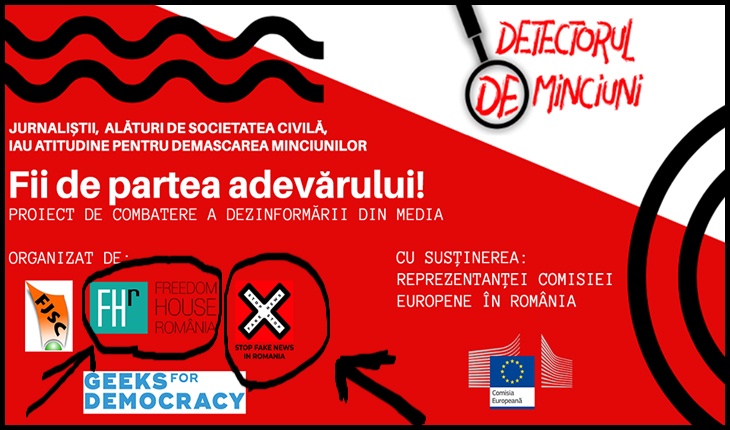 DETECTORUL
DE MINCIUNI
JURNALIȘTII, ALĂTURI DE SOCIETATEA CIVILĂ,
IAU ATITUDINE PENTRU DEMASCAREA MINCIUNILOR
Fii de partea adevărului!
PROIECT DE COMBATERE A DEZINFORMĂRII DIN MEDIA
ORGANIZAT DE:
FJSC
FHr
FREEDOM
HOUSE
ROMÂNIA
STOP FAKE NEWS
IN ROMANIA
GEEKS FOR
DEMOCRACY
CU SUSȚINEREA:
REPREZENTANȚEI COMISIEI
EUROPENE ÎN ROMÂNIA
Comisia
Europeană